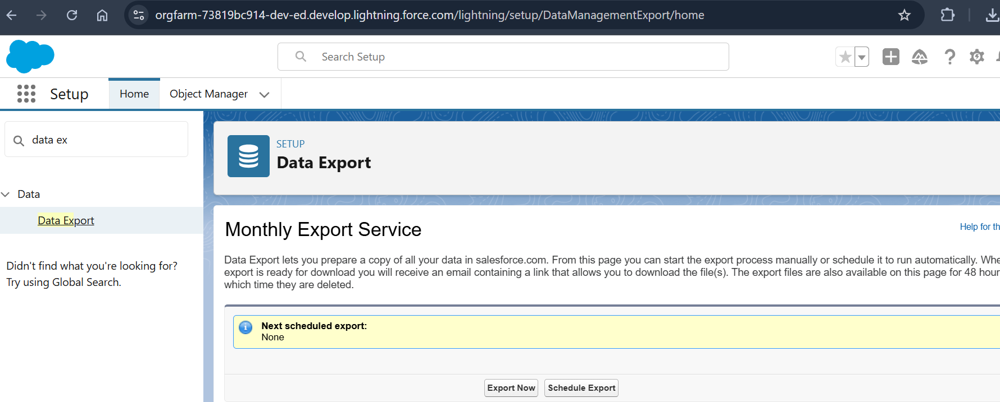 orgfarm-73819bc914-dev-ed.develop.lightning.force.com/lightning/setup/DataManagementExport/home
Search Setup
Setup
Home
Object Manager
data ex
SETUP
Data Export
Data
Data Export
Didn't find what you're looking for?
Try using Global Search.
Monthly Export Service
Help for th
Data Export lets you prepare a copy of all your data in salesforce.com. From this page you can start the export process manually or schedule it to run automatically. Whe
export is ready for download you will receive an email containing a link that allows you to download the file(s). The export files are also available on this page for 48 hour
which time they are deleted.
Next scheduled export:
None
Export Now
Schedule Export